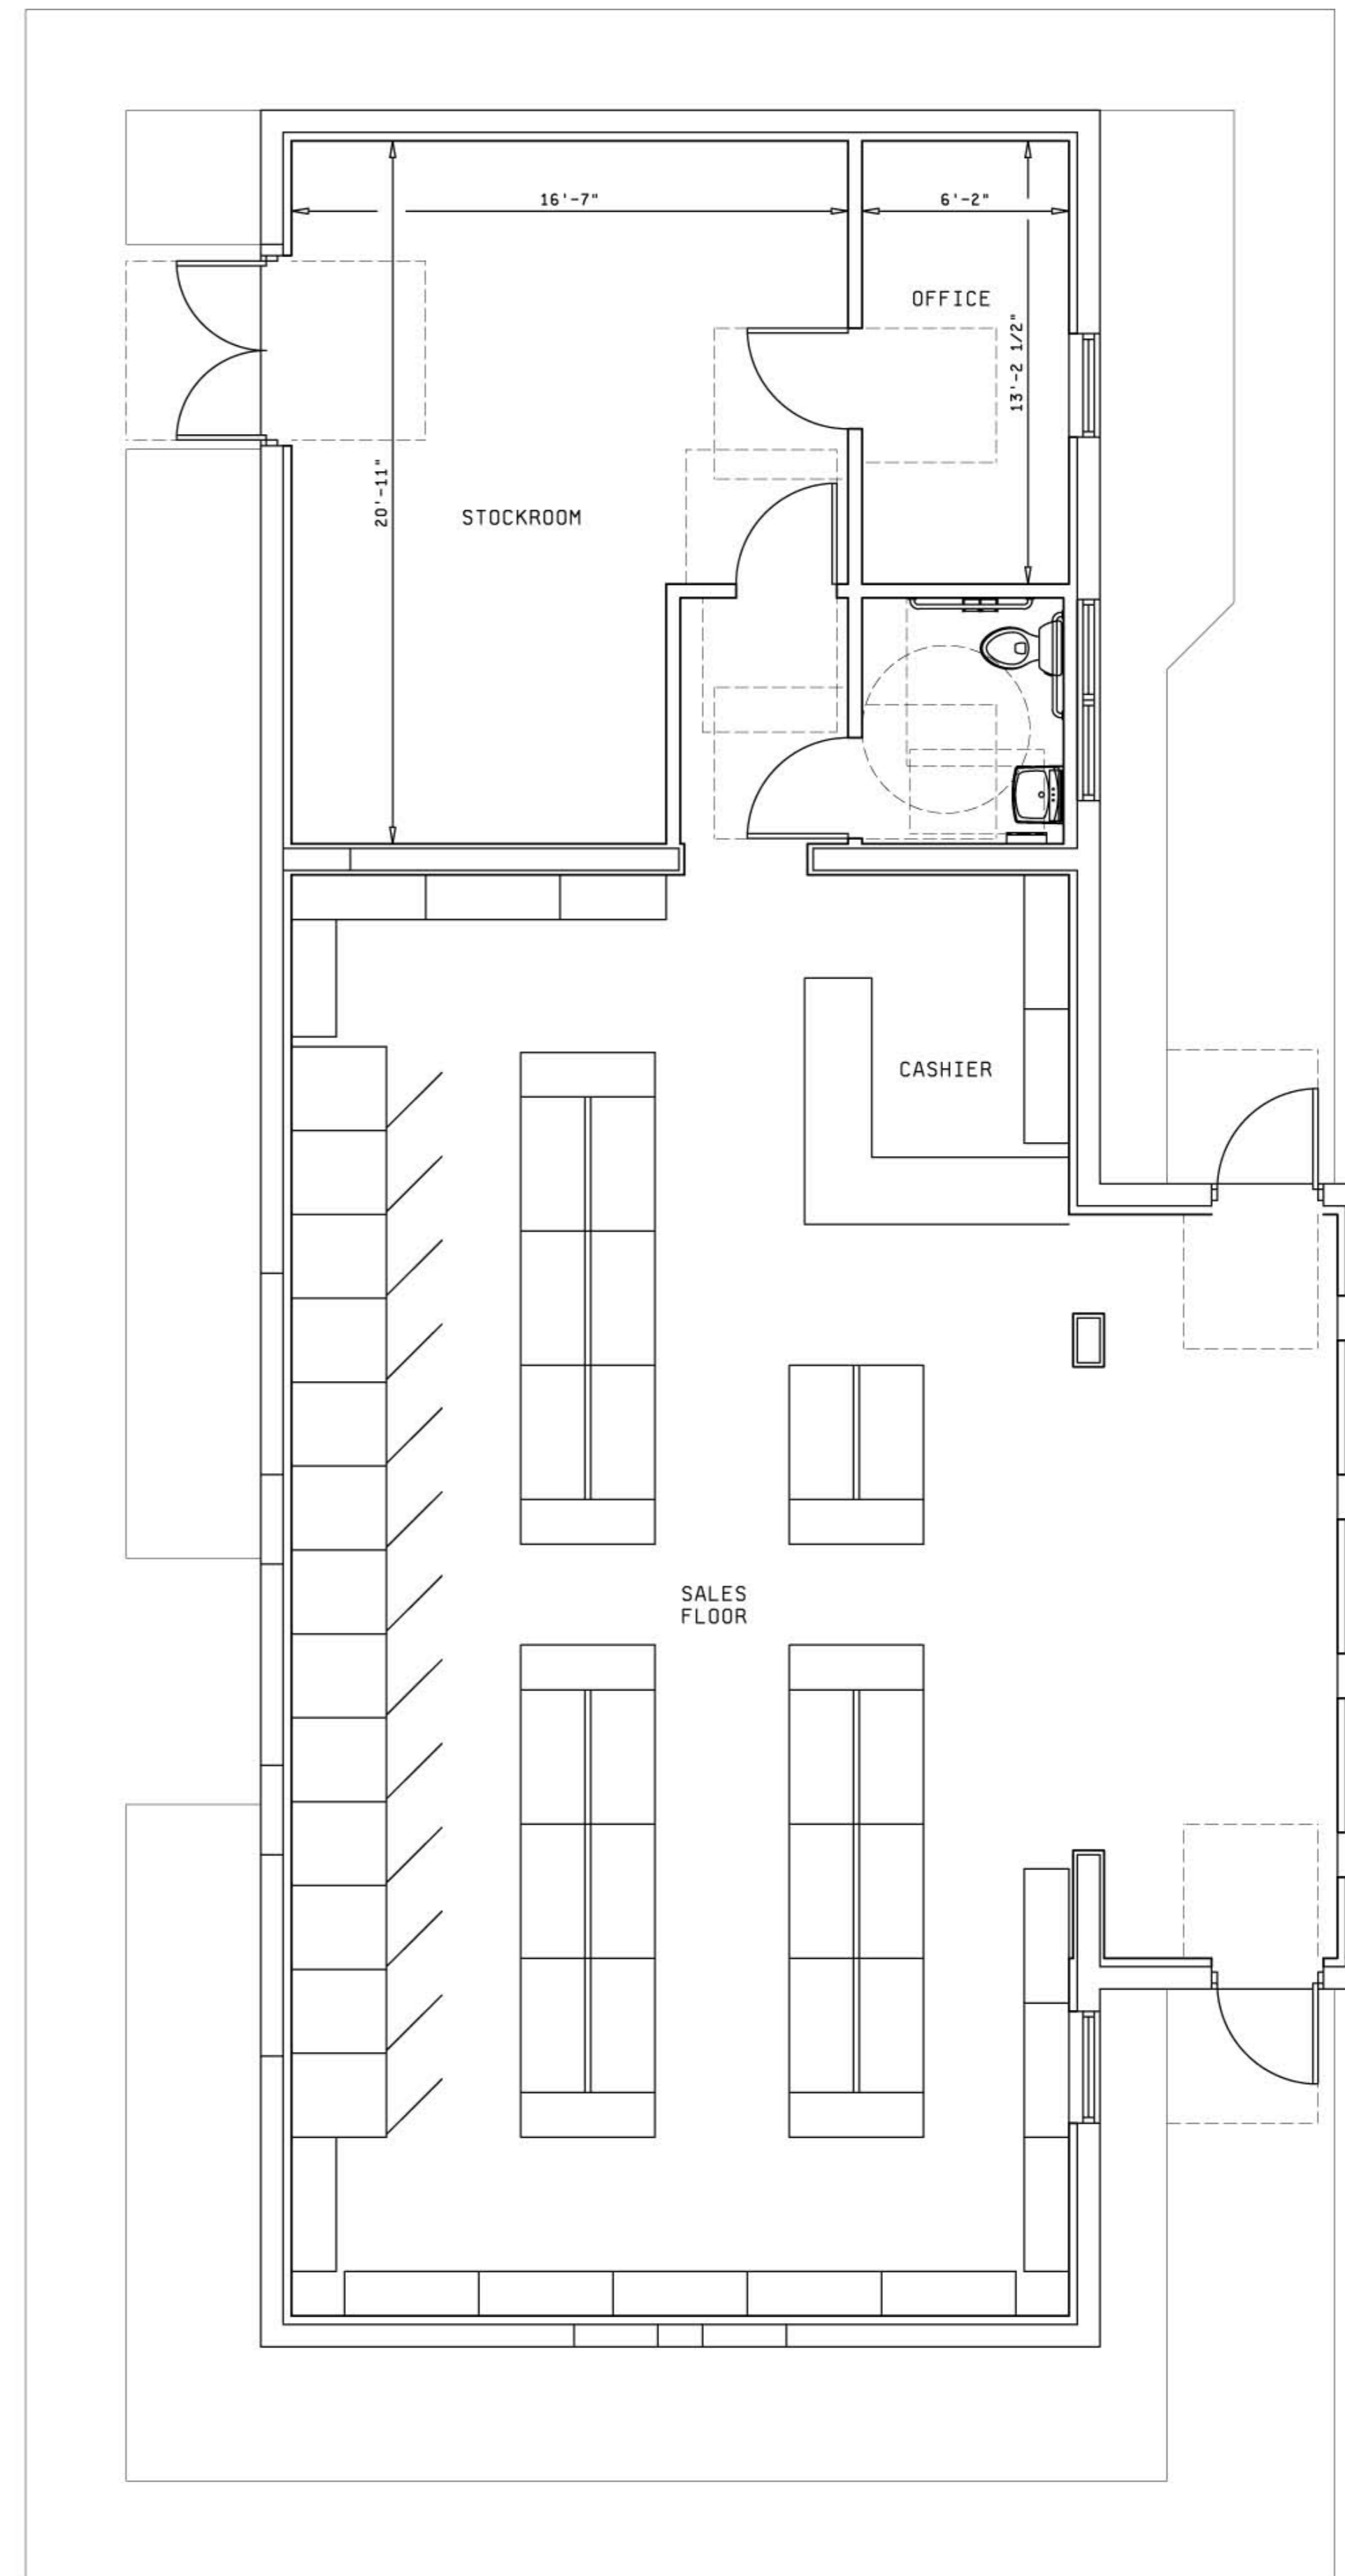 16'-7"
6'-2"
OFFICE
13'-2 1/2"
20'-11"
STOCKROOM
CASHIER
SALES
FLOOR